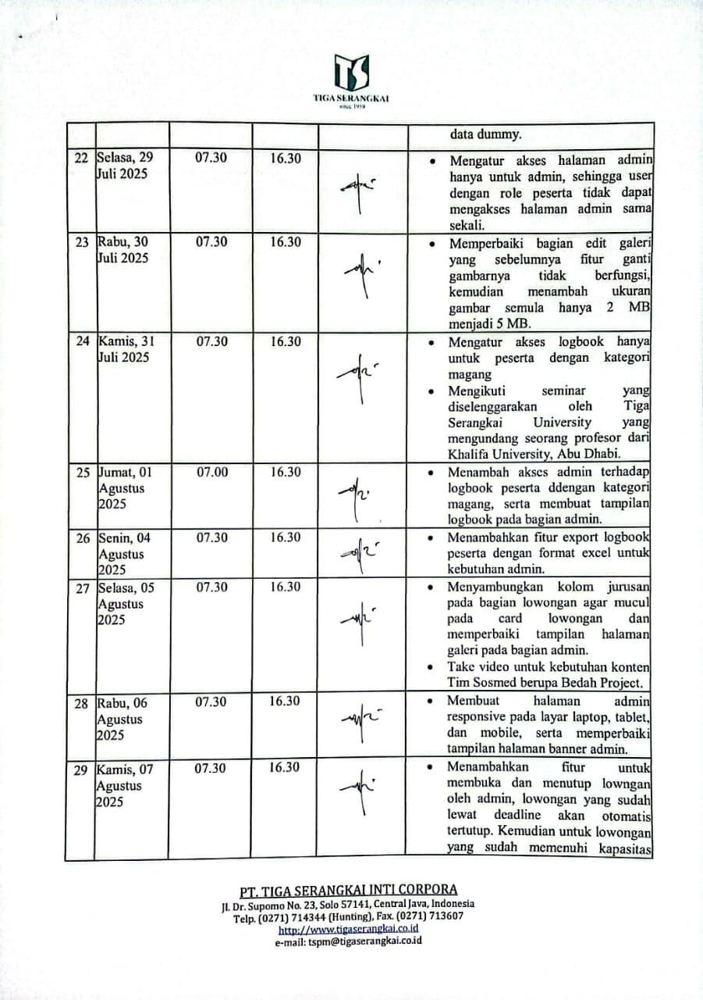 TS
TIGA SERANGKAI
since 1959
data dummy.
22 Selasa, 29 07.30 16.30 • Mengatur akses halaman admin
Juli 2025 hanya untuk admin, sehingga user
dengan role peserta tidak dapat
mengakses halaman admin sama
sekali.
23 Rabu, 30 07.30 16.30 • Memperbaiki bagian edit galeri
Juli 2025 yang sebelumnya fitur ganti
gambarnya tidak berfungsi,
kemudian menambah ukuran
gambar semula hanya 2 MB
menjadi 5 MB.
24 Kamis, 31 07.30 16.30 • Mengatur akses logbook hanya
Juli 2025 untuk peserta dengan kategori
magang
• Mengikuti seminar yang
diselenggarakan oleh Tiga
Serangkai University yang
mengundang seorang profesor dari
Khalifa University, Abu Dhabi.
25 Jumat, 01 07.00 16.30 • Menambah akses admin terhadap
Agustus logbook peserta ddengan kategori
2025 magang, serta membuat tampilan
logbook pada bagian admin.
26 Senin, 04 07.30 16.30 • Menambahkan fitur export logbook
Agustus peserta dengan format excel untuk
2025 kebutuhan admin.
27 Selasa, 05 07.30 16.30 • Menyambungkan kolom jurusan
Agustus pada bagian lowongan agar mucul
2025 pada card lowongan dan
memperbaiki tampilan halaman
galeri pada bagian admin.
• Take video untuk kebutuhan konten
Tim Sosmed berupa Bedah Project.
28 Rabu, 06 07.30 16.30 • Membuat halaman admin
Agustus responsive pada layar laptop, tablet,
2025 dan mobile, serta memperbaiki
tampilan halaman banner admin.
29 Kamis, 07 07.30 16.30 • Menambahkan fitur untuk
Agustus membuka dan menutup lowngan
2025 oleh admin, lowongan yang sudah
lewat deadline akan otomatis
tertutup. Kemudian untuk lowongan
yang sudah memenuhi kapasitas
PT. TIGA SERANGKAI INTI CORPORA
Jl. Dr. Supomo No. 23, Solo 57141, Central Java, Indonesia
Telp. (0271) 714344 (Hunting), Fax. (0271) 713607
http://www.tigaserangkai.co.id
e-mail: tspm@tigaserangkai.co.id